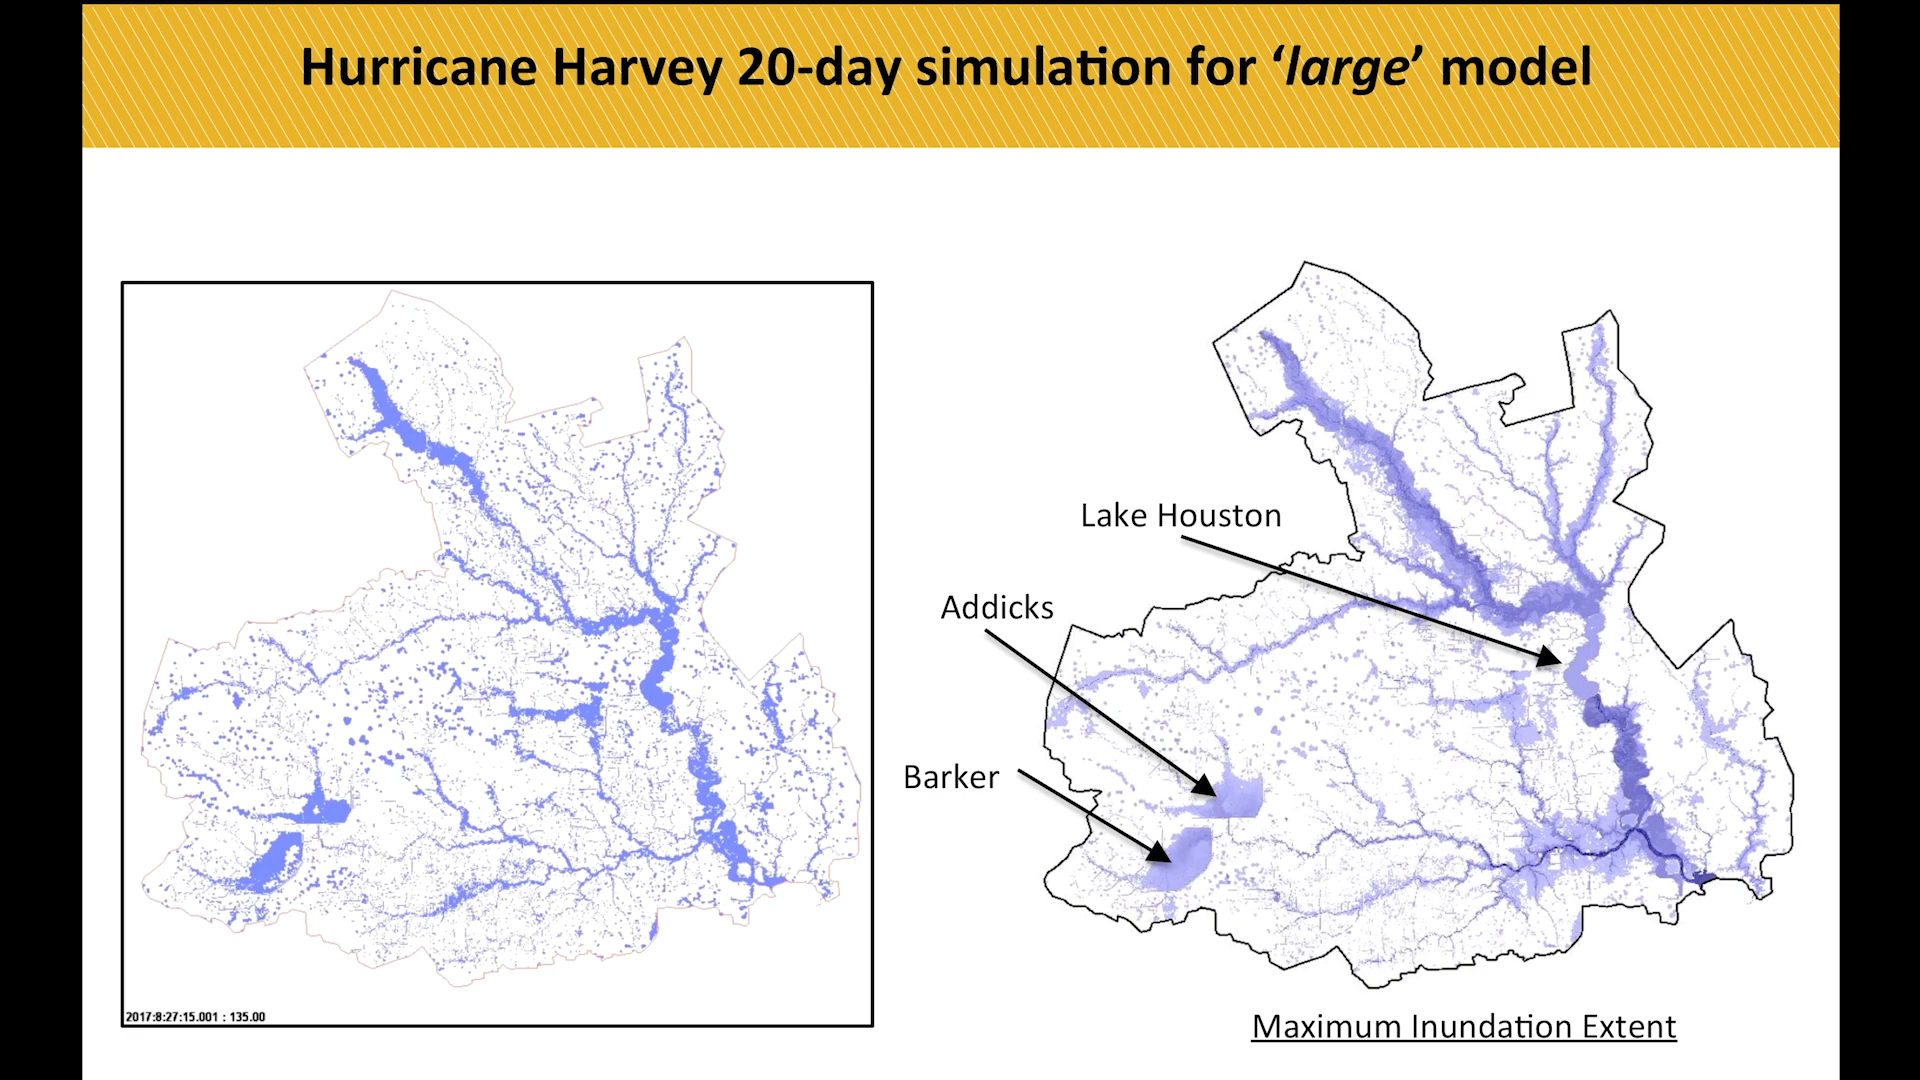 Hurricane Harvey 20-day simulation for ‘large’ model
Lake Houston
Addicks
Barker
2017:8:27:15.001 : 135.00
Maximum Inundation Extent